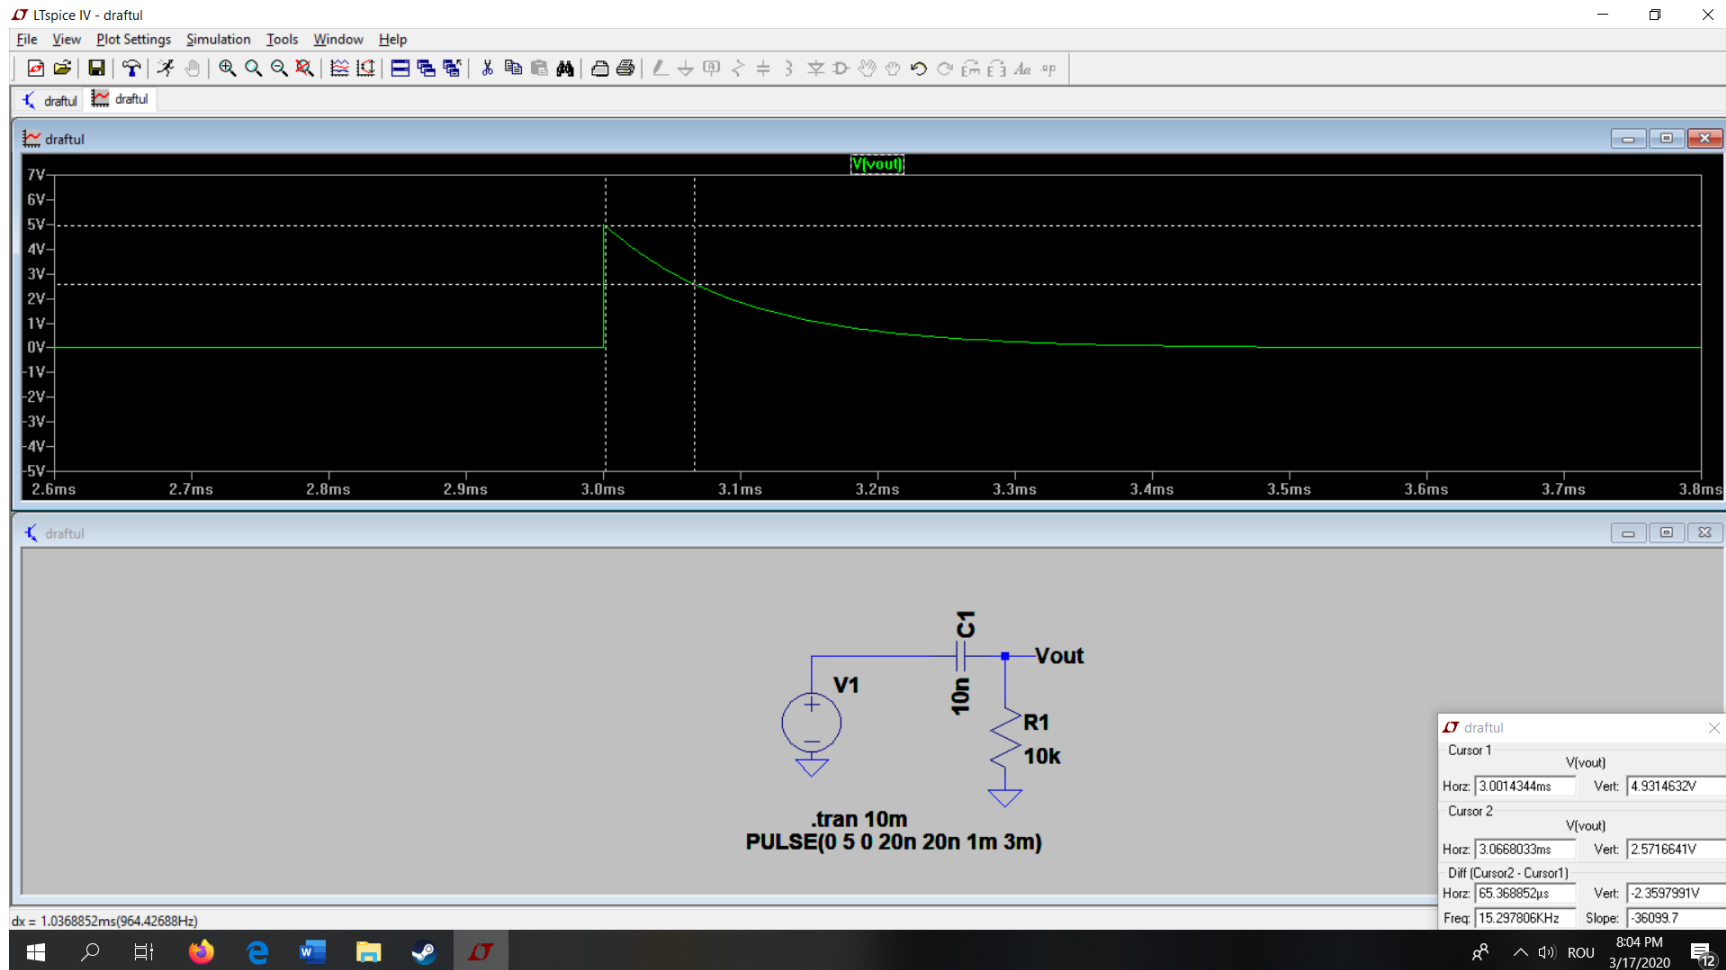 LTspice IV - draftul
File View Plot Settings Simulation Tools Window Help
draftul draftul
draftul
V(vout)
7V
6V
5V
4V
3V
2V
1V
0V
-1V
-2V
-3V
-4V
-5V
2.6ms 2.7ms 2.8ms 2.9ms 3.0ms 3.1ms 3.2ms 3.3ms 3.4ms 3.5ms 3.6ms 3.7ms 3.8ms
draftul
C1
Vout
V1
10n
R1
10k
.tran 10m
PULSE(0 5 0 20n 20n 1m 3m)
draftul
Cursor 1
V(vout)
Horz: 3.0014344ms Vert: 4.9314632V
Cursor 2
V(vout)
Horz: 3.0668033ms Vert: 2.5716641V
Diff (Cursor2 - Cursor1)
Horz: 65.368852µs Vert: -2.3597991V
Freq: 15.297806KHz Slope: -36099.7
dx = 1.0368852ms(964.42688Hz)
ROU
8:04 PM
3/17/2020
12